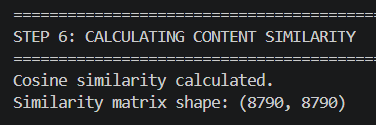 ==================================================
STEP 6: CALCULATING CONTENT SIMILARITY
==================================================
Cosine similarity calculated.
Similarity matrix shape: (8790, 8790)